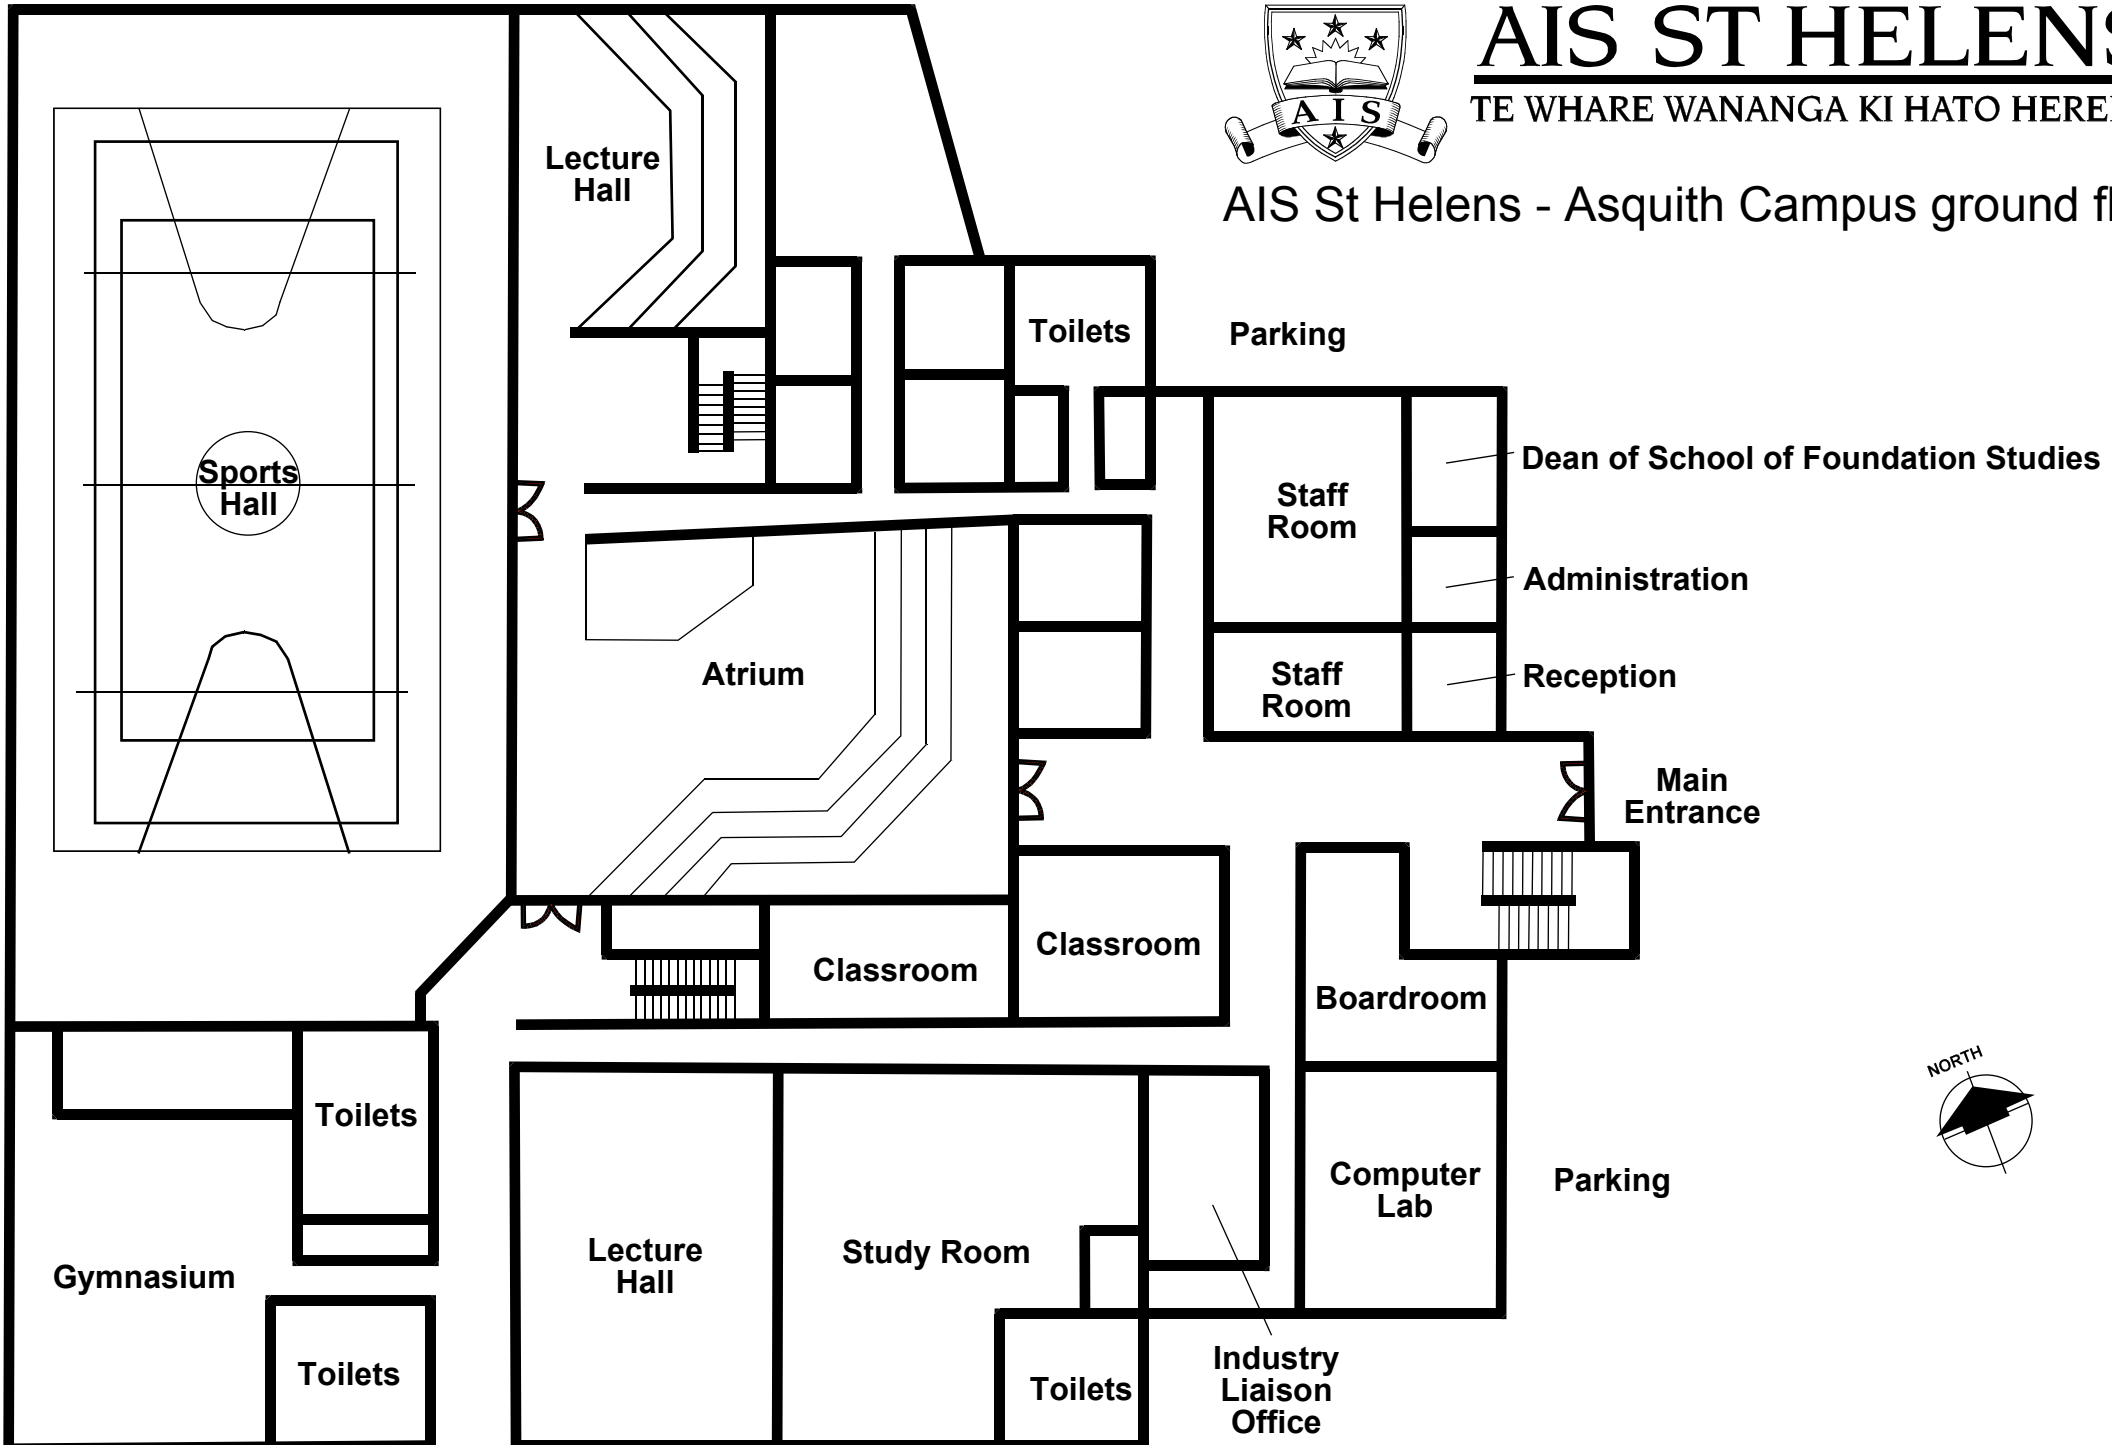 AIS ST HELENS
TE WHARE WANANGA KI HATO
A I S
AIS St Helens - Asquith Campus ground
Lecture
Hall
Toilets
Parking
Sports
Hall
Staff
Room
Dean of School of Foundation Studies
Administration
Atrium
Staff
Room
Reception
Main
Entrance
Classroom
Classroom
Boardroom
NORTH
Toilets
Computer
Lab
Parking
Gymnasium
Lecture
Hall
Study Room
Toilets
Toilets
Industry
Liaison
Office